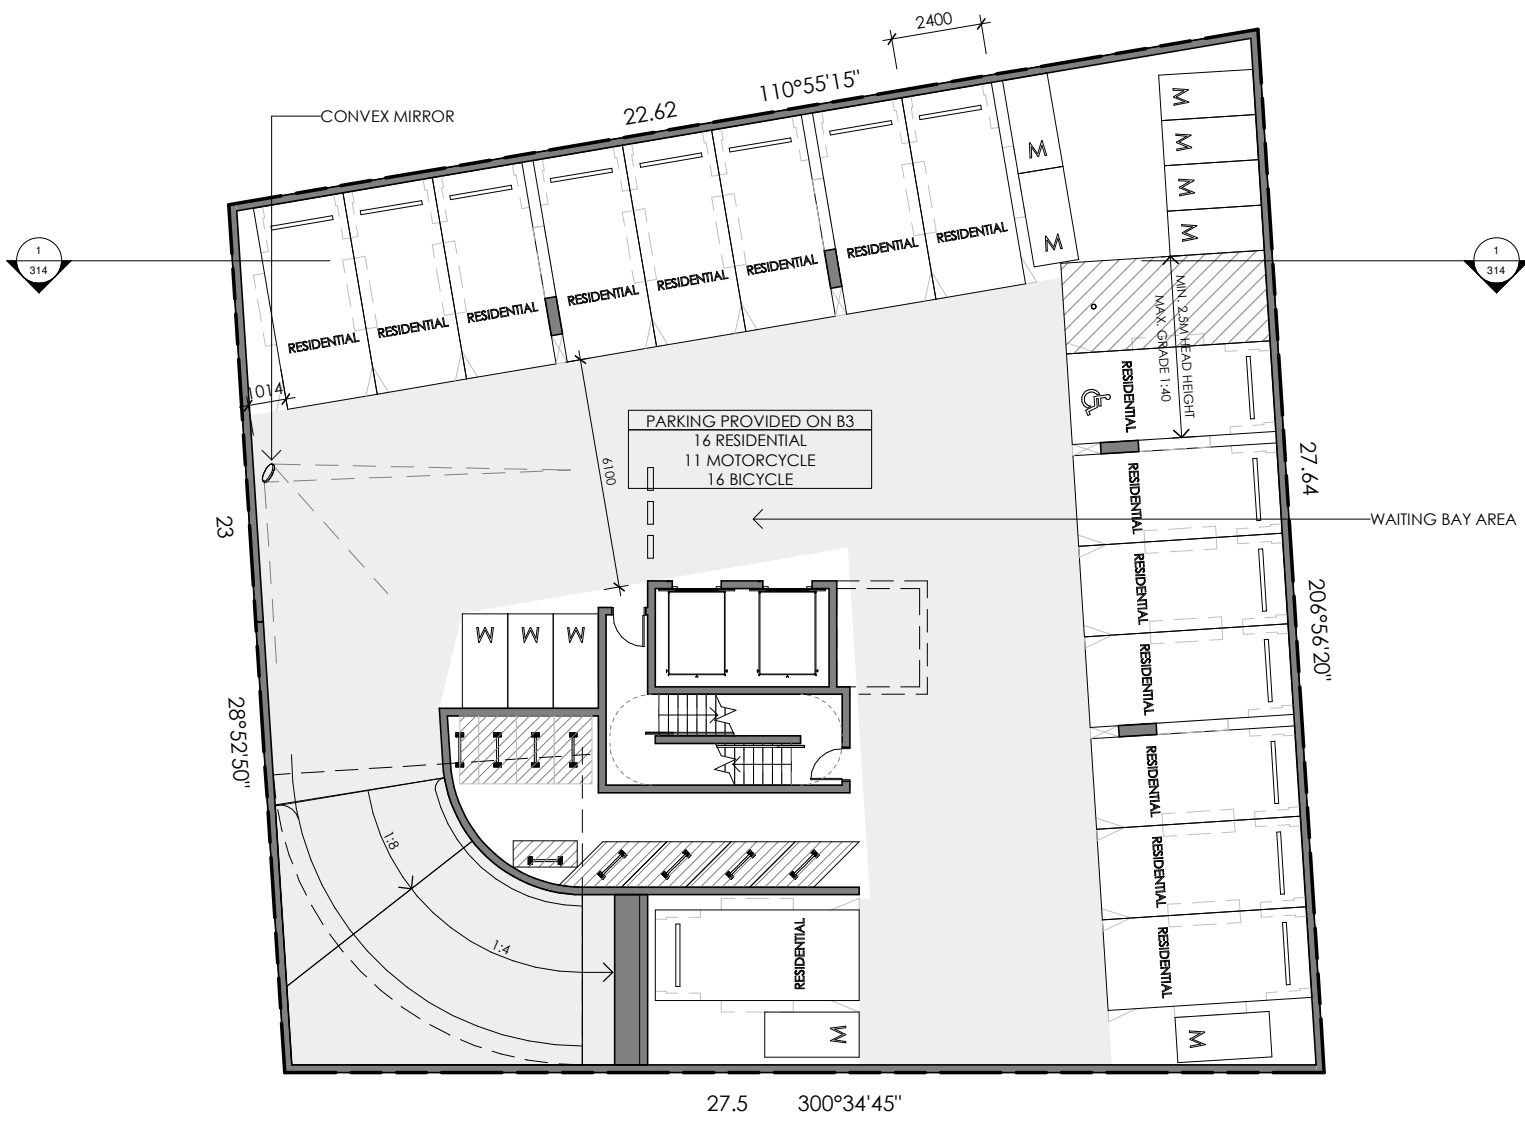 2400
110°55'15"
22.62
CONVEX MIRROR
M
M
M
M
M
M
1
314
1
314
RESIDENTIAL
RESIDENTIAL
RESIDENTIAL
RESIDENTIAL
RESIDENTIAL
RESIDENTIAL
RESIDENTIAL
RESIDENTIAL
MIN. 2.5M HEAD HEIGHT
MAX. GRADE 1:40
1014
RESIDENTIAL
PARKING PROVIDED ON B3
16 RESIDENTIAL
11 MOTORCYCLE
16 BICYCLE
6100
27.64
RESIDENTIAL
WAITING BAY AREA
23
RESIDENTIAL
206°56'20"
M
M
M
RESIDENTIAL
28°52'50"
RESIDENTIAL
1:8
RESIDENTIAL
1:4
RESIDENTIAL
RESIDENTIAL
M
M
27.5
300°34'45"